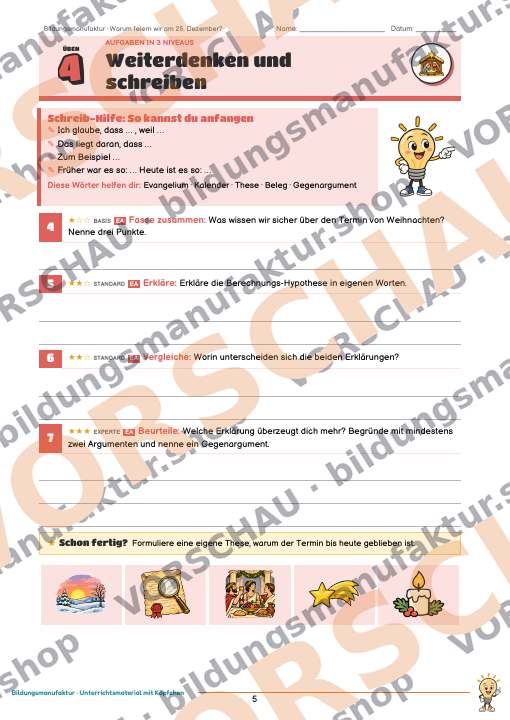 Bildungsmanufaktur · Warum feiern wir am 25. Dezember? Name: Datum:
ÜBEN
4
AUFGABEN IN 3 NIVEAUS
Weiterdenken und
schreiben
Schreib-Hilfe: So kannst du anfangen
Ich glaube, dass … , weil …
Das liegt daran, dass …
Zum Beispiel …
Früher war es so: … Heute ist es so: …
Diese Wörter helfen dir: Evangelium · Kalender · These · Beleg · Gegenargument
4 ★☆☆ BASIS EA Fasse zusammen: Was wissen wir sicher über den Termin von Weihnachten?
Nenne drei Punkte.
5 ★★☆ STANDARD EA Erkläre: Erkläre die Berechnungs-Hypothese in eigenen Worten.
6 ★★☆ STANDARD EA Vergleiche: Worin unterscheiden sich die beiden Erklärungen?
7 ★★★ EXPERTE EA Beurteile: Welche Erklärung überzeugt dich mehr? Begründe mit mindestens
zwei Argumenten und nenne ein Gegenargument.
★ Schon fertig? Formuliere eine eigene These, warum der Termin bis heute geblieben ist.
Bildungsmanufaktur · Unterrichtsmaterial mit Köpfchen
5
VORSCHAU · bildungsmanufaktur.shop